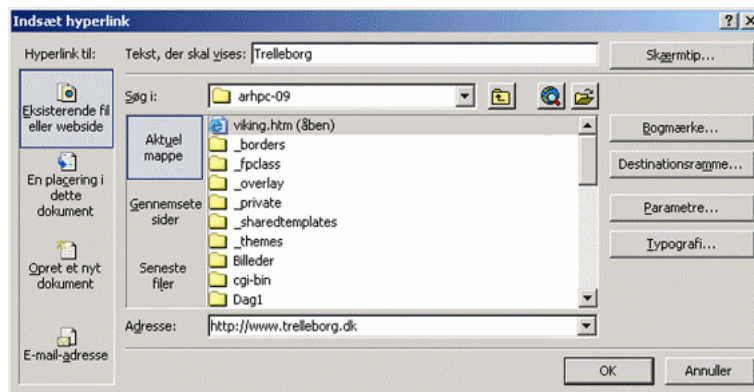 Indsæt hyperlink
Hyperlink til:
Tekst, der skal vises:
Trelleborg
Skærmtip...
Eksisterende fil
eller webside
En placering i
dette
dokument
Opret et nyt
dokument
E-mail-adresse
Søg i:
arhpc-09
Aktuel
mappe
Gennemsete
sider
Seneste
filer
viking.htm (åben)
_borders
_fpclass
_overlay
_private
_sharedtemplates
_themes
Billeder
cgi-bin
Dag1
Bogmærke...
Destinationsramme...
Parametre...
Typografi...
Adresse:
http://www.trelleborg.dk
OK
Annuller